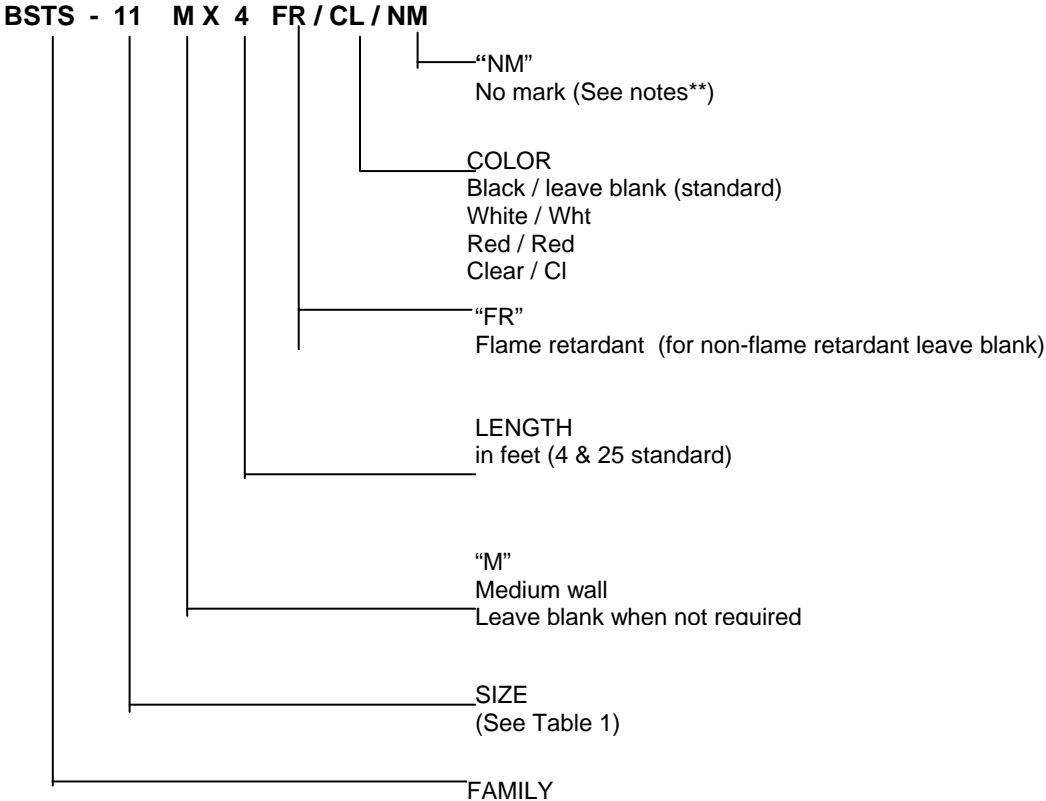 BSTS - 11 M X 4 FR / CL / NM
“NM”
No mark (See notes**)
COLOR
Black / leave blank (standard)
White / Wht
Red / Red
Clear / Cl
“FR”
Flame retardant (for non-flame retardant leave blank)
LENGTH
in feet (4 & 25 standard)
“M”
Medium wall
Leave blank when not required
SIZE
(See Table 1)
FAMILY